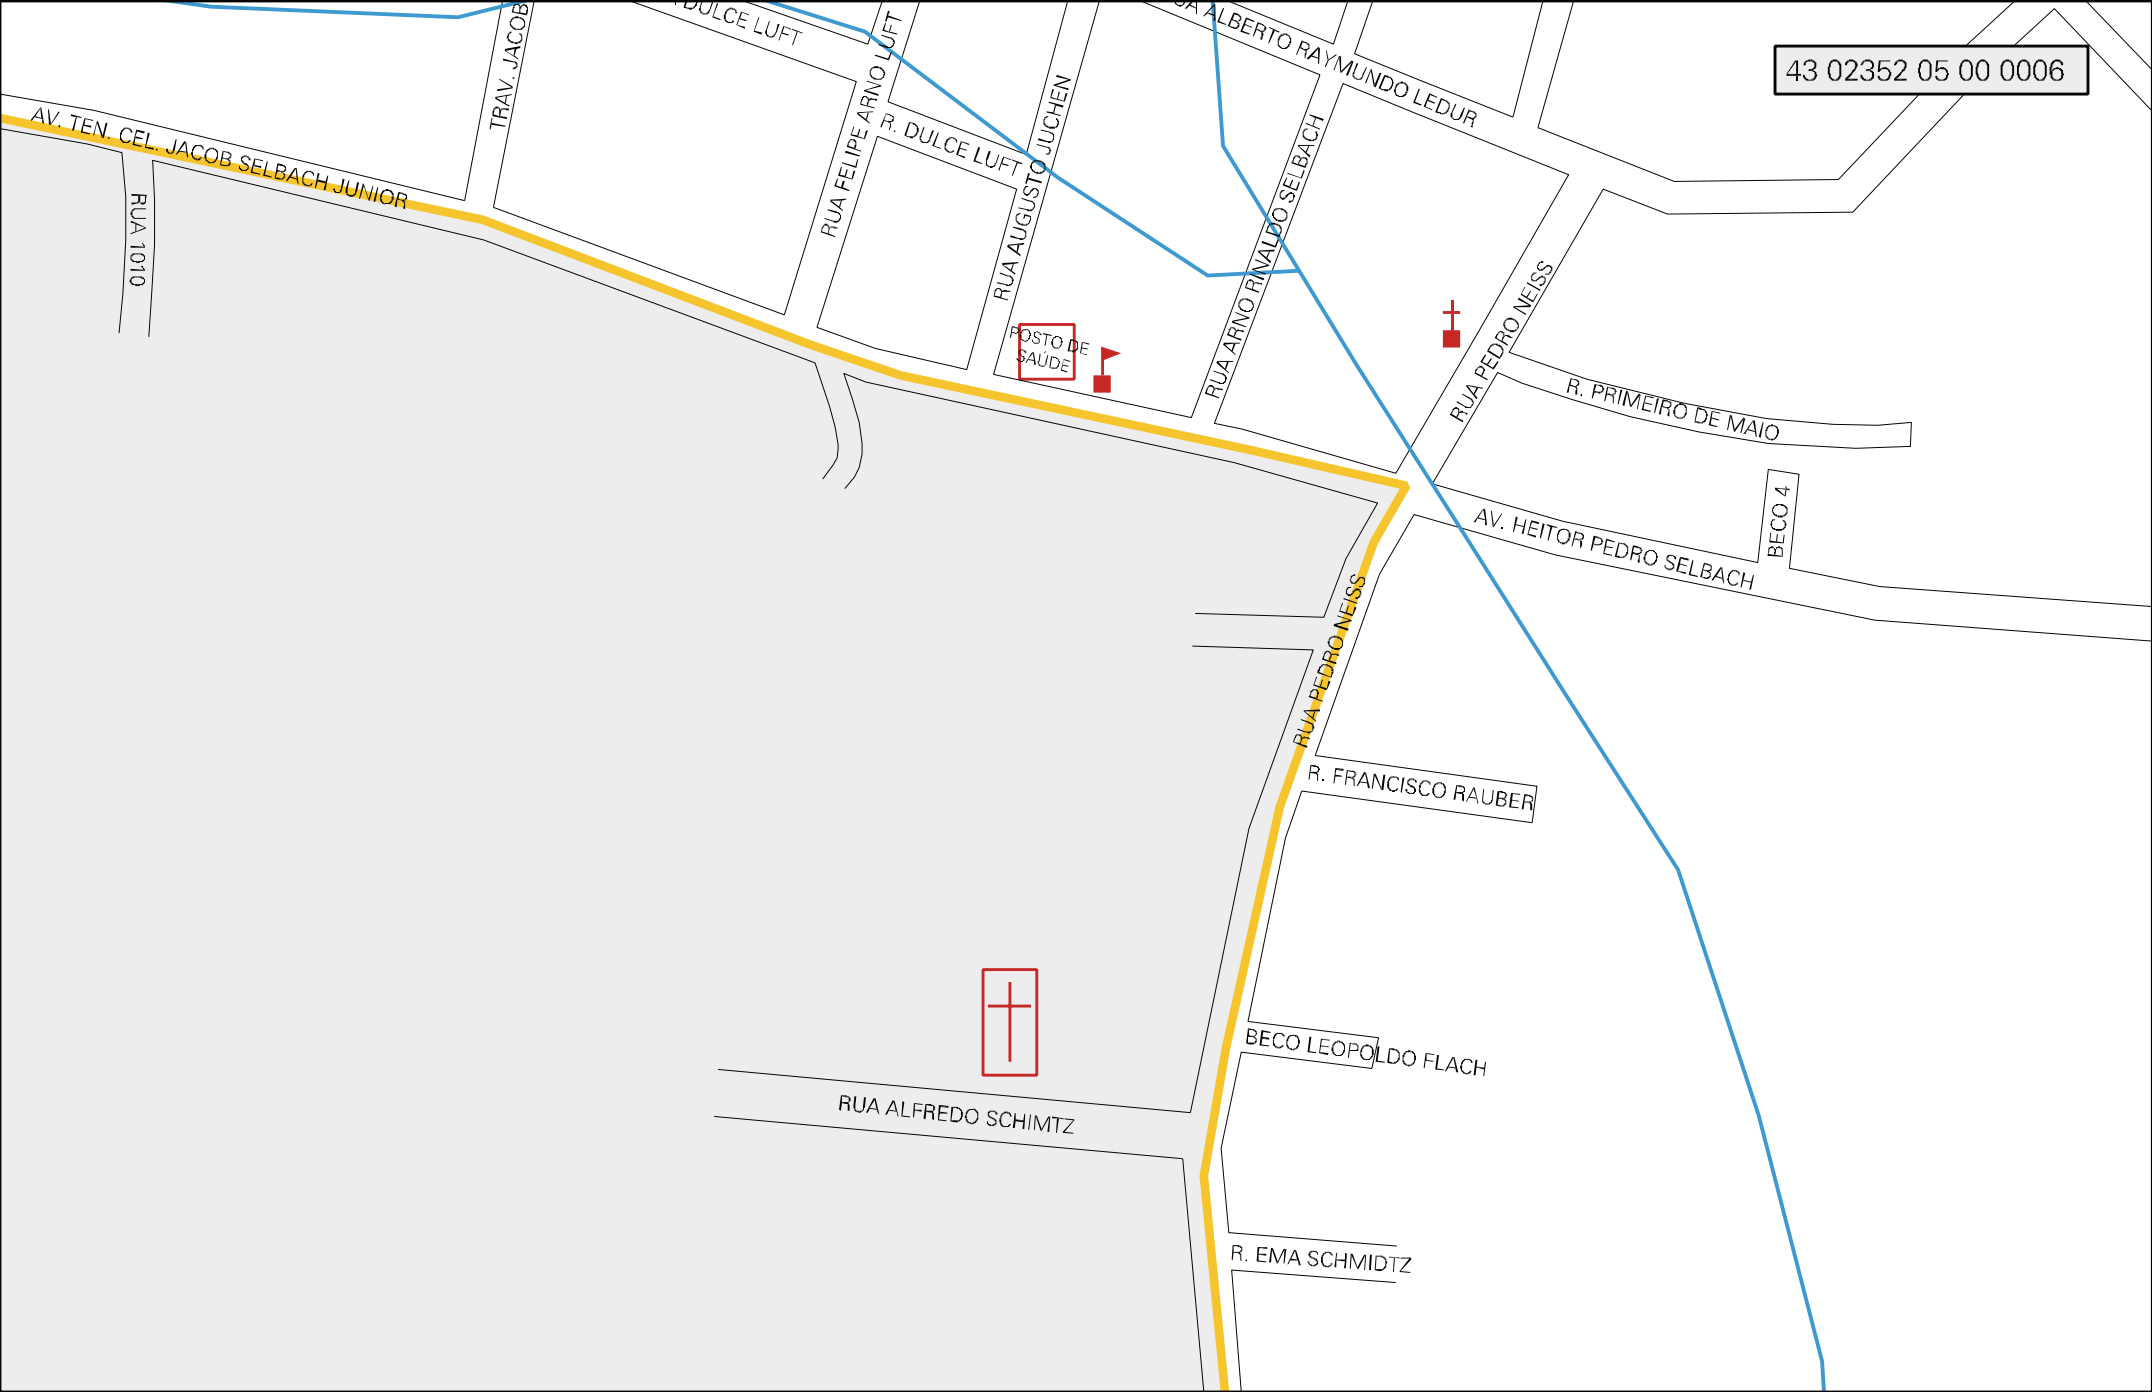 DULCE LUFT
UA ALBERTO RAYMUNDO LEDUR
43 02352 05 00 0006
TRAV. JACOB
RUA FELIPE ARNO LUFT
R. DULCE LUFT
RUA AUGUSTO JUCHEN
RUA ARNO RINALDO SELBACH
AV. TEN. CEL. JACOB SELBACH JUNIOR
RUA 1010
POSTO DE
SAÚDE
RUA PEDRO NEISS
R. PRIMEIRO DE MAIO
BECO 4
AV. HEITOR PEDRO SELBACH
RUA PEDRO NEISS
R. FRANCISCO RAUBER
BECO LEOPOLDO FLACH
RUA ALFREDO SCHIMTZ
R. EMA SCHMIDTZ